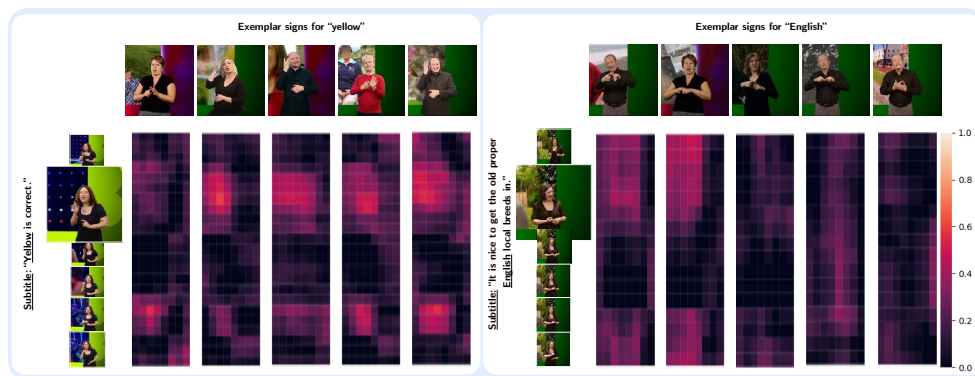 Exemplar signs for “yellow”
Subtitle: "Yellow is correct."
Exemplar signs for “English”
Subtitle: "It is nice to get the old proper
English local breeds in."
1.0
0.8
0.6
0.4
0.2
0.0